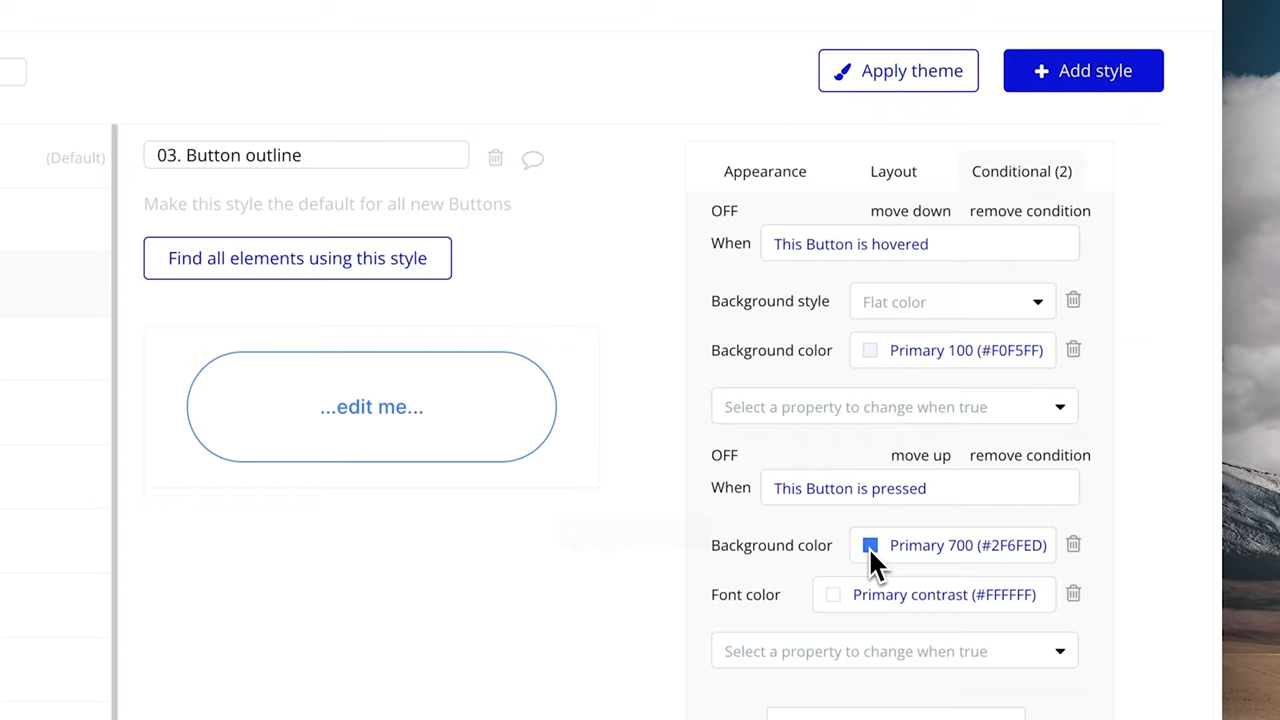 Apply theme
Add style
(Default)
03. Button outline
Make this style the default for all new Buttons
Find all elements using this style
...edit me...
Appearance
Layout
Conditional (2)
OFF
move down
remove condition
When
This Button is hovered
Background style
Flat color
Background color
Primary 100 (#F0F5FF)
Select a property to change when true
OFF
move up
remove condition
When
This Button is pressed
Background color
Primary 700 (#2F6FED)
Font color
Primary contrast (#FFFFFF)
Select a property to change when true